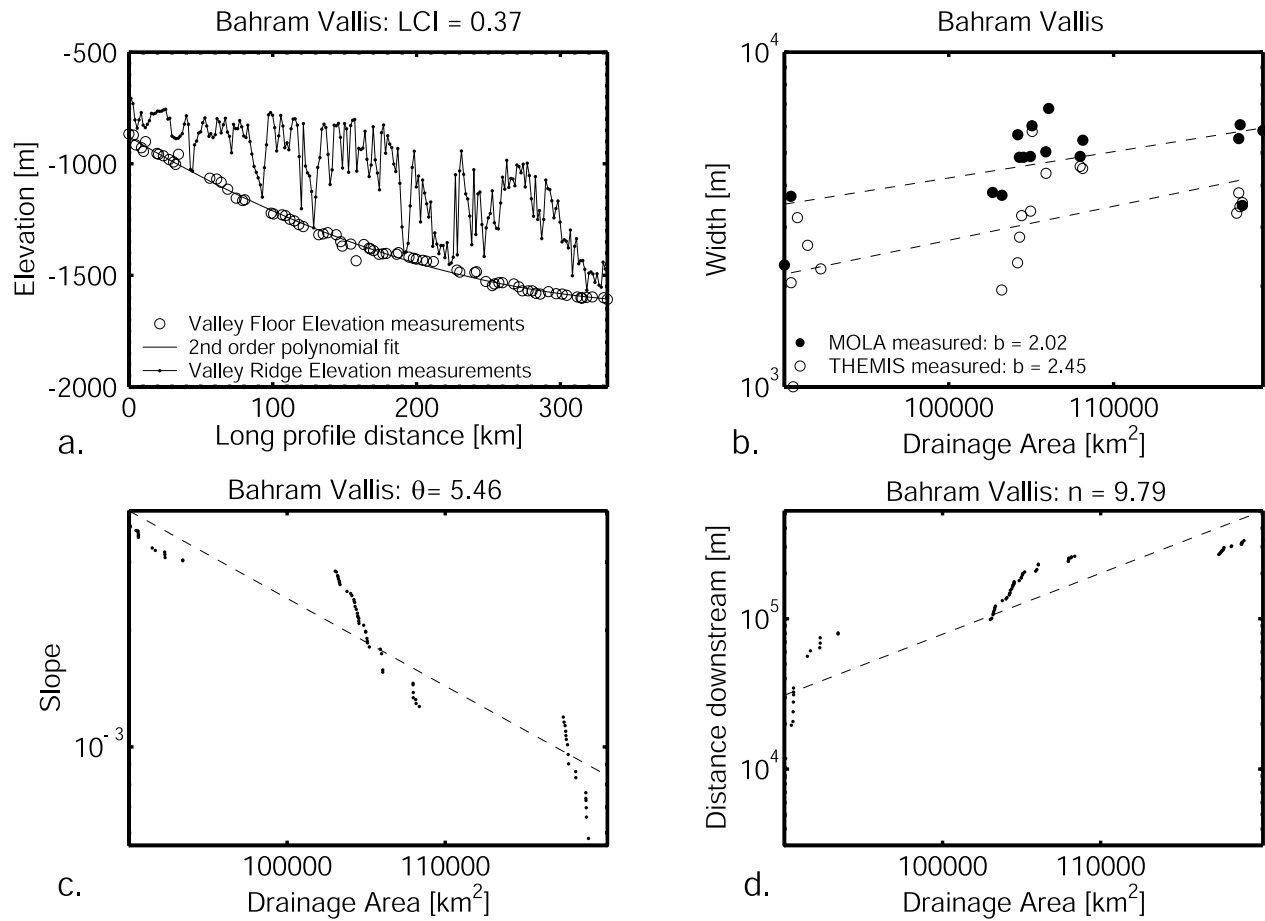 Bahram Vallis: LCI = 0.37
-500
-1000
-1500
-2000
Elevation [m]
Valley Floor Elevation measurements
2nd order polynomial fit
Valley Ridge Elevation measurements
0
100
200
300
Long profile distance [km]
a.
Bahram Vallis
10^4
10^3
Width [m]
MOLA measured: b = 2.02
THEMIS measured: b = 2.45
100000
110000
Drainage Area [km^2]
b.
Bahram Vallis: θ= 5.46
Slope
10^-3
100000
110000
Drainage Area [km^2]
c.
Bahram Vallis: n = 9.79
Distance downstream [m]
10^5
10^4
100000
110000
Drainage Area [km^2]
d.